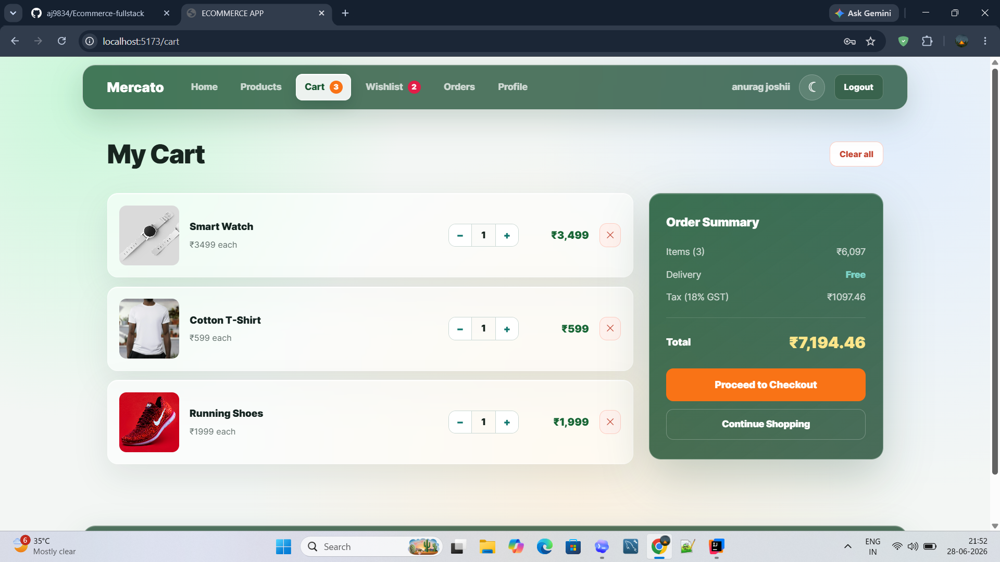 aj9834/Ecommerce-fullstack
ECOMMERCE APP
Ask Gemini
localhost:5173/cart
Mercato
Home
Products
Cart 3
Wishlist 2
Orders
Profile
anurag joshii
Logout
My Cart
Clear all
Smart Watch
₹3499 each
− 1 +
₹3,499
Cotton T-Shirt
₹599 each
− 1 +
₹599
Running Shoes
₹1999 each
− 1 +
₹1,999
Order Summary
Items (3) ₹6,097
Delivery Free
Tax (18% GST) ₹1097.46
Total ₹7,194.46
Proceed to Checkout
Continue Shopping
6
35°C
Mostly clear
Search
IJ
ENG
IN
21:52
28-06-2026